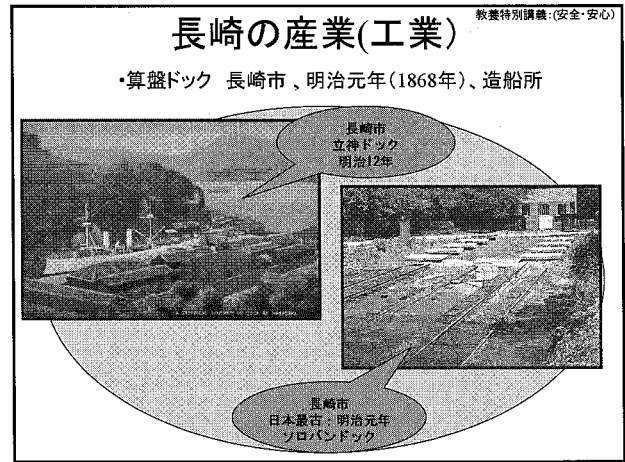 教養特別講義:(安全・安心)
長崎の産業(工業)
・算盤ドック 長崎市 、明治元年(1868年)、造船所
長崎市
立神ドック
明治12年
長崎市
日本最古:明治元年
ソロバンドック